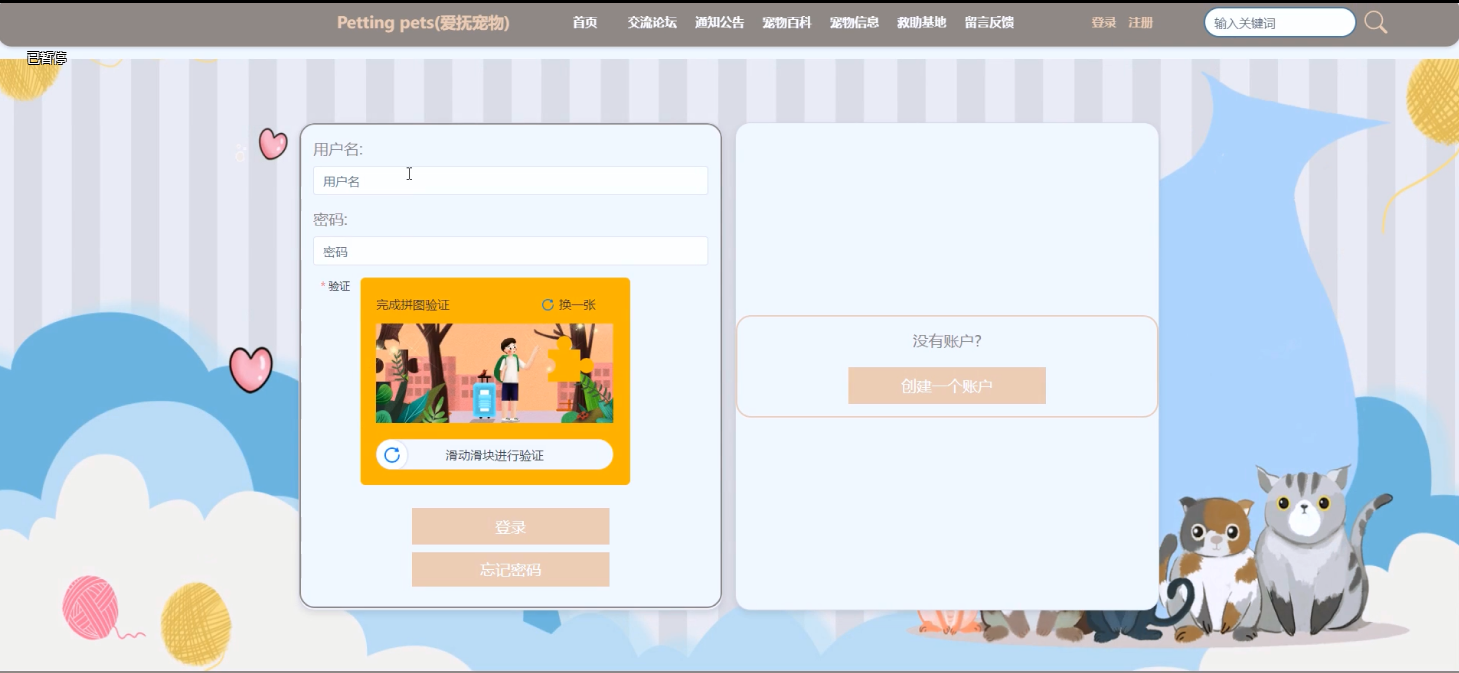 Petting pets(爱抚宠物) 首页 交流论坛 通知公告 宠物百科 宠物信息 救助基地 留言反馈 登录 注册 输入关键词
已暂停
用户名:
用户名
密码:
密码
* 验证
完成拼图验证 换一张
滑动滑块进行验证
登录
忘记密码
没有账户?
创建一个账户